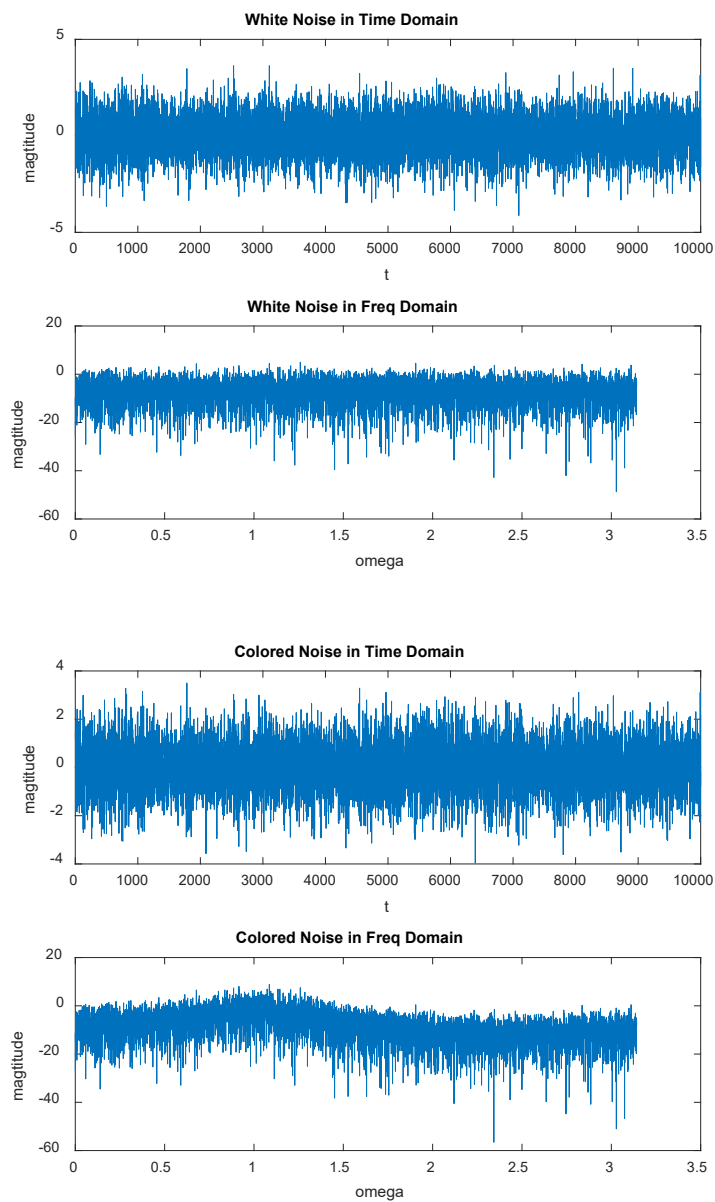 White Noise in Time Domain
5
0
-5
magtitude
0 1000 2000 3000 4000 5000 6000 7000 8000 9000 10000
t
White Noise in Freq Domain
20
0
-20
-40
-60
magtitude
0 0.5 1 1.5 2 2.5 3 3.5
omega
Colored Noise in Time Domain
4
2
0
-2
-4
magtitude
0 1000 2000 3000 4000 5000 6000 7000 8000 9000 10000
t
Colored Noise in Freq Domain
20
0
-20
-40
-60
magtitude
0 0.5 1 1.5 2 2.5 3 3.5
omega